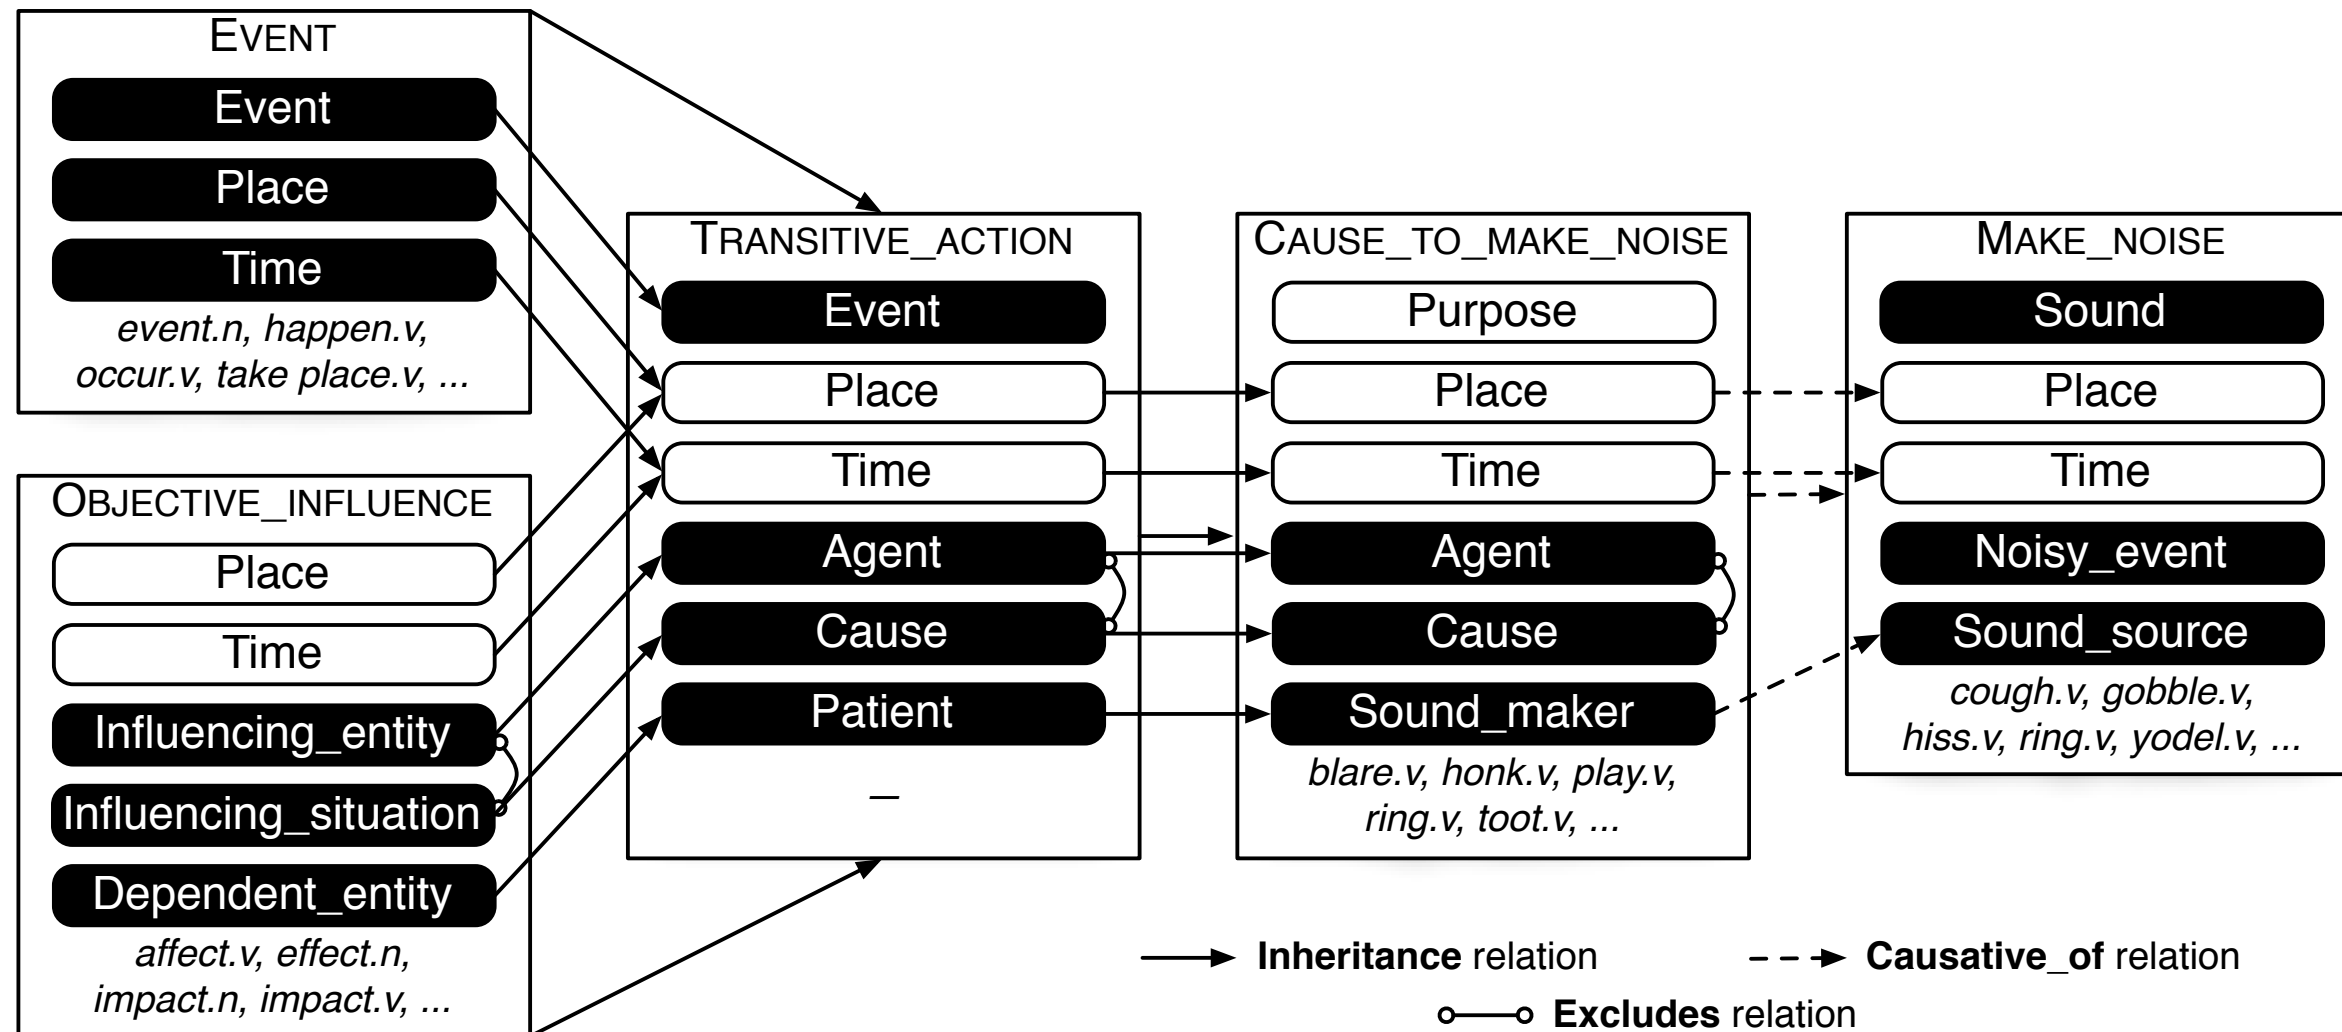 EVENT
Event
Place
Time
event.n, happen.v,
occur.v, take place.v, ...
OBJECTIVE_INFLUENCE
Place
Time
Influencing_entity
Influencing_situation
Dependent_entity
affect.v, effect.n,
impact.n, impact.v, ...
TRANSITIVE_ACTION
Event
Place
Time
Agent
Cause
Patient
–
CAUSE_TO_MAKE_NOISE
Purpose
Place
Time
Agent
Cause
Sound_maker
blare.v, honk.v, play.v,
ring.v, toot.v, ...
MAKE_NOISE
Sound
Place
Time
Noisy_event
Sound_source
cough.v, gobble.v,
hiss.v, ring.v, yodel.v, ...
Inheritance relation
Causative_of relation
Excludes relation